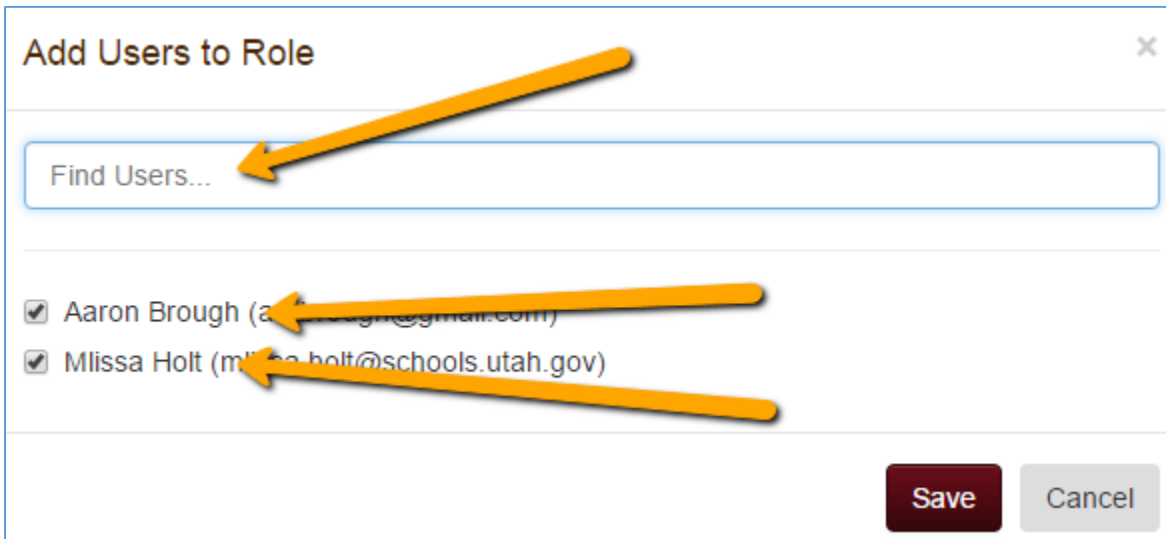 Add Users to Role
×
Find Users...
Aaron Brough
Mlissa Holt
Save
Cancel